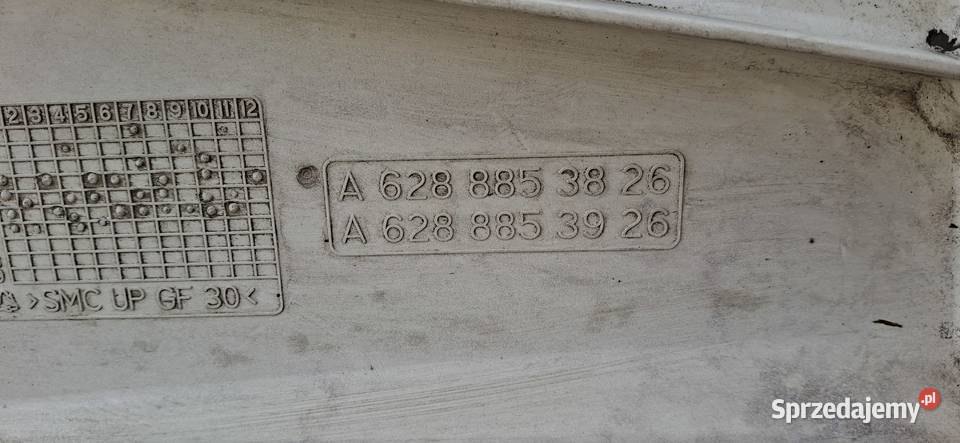 2 3 4 5 6 7 8 9 10 11 12
A 628 885 38 26
A 628 885 39 26
>SMC UP GF 30<
Sprzedajemy.pl